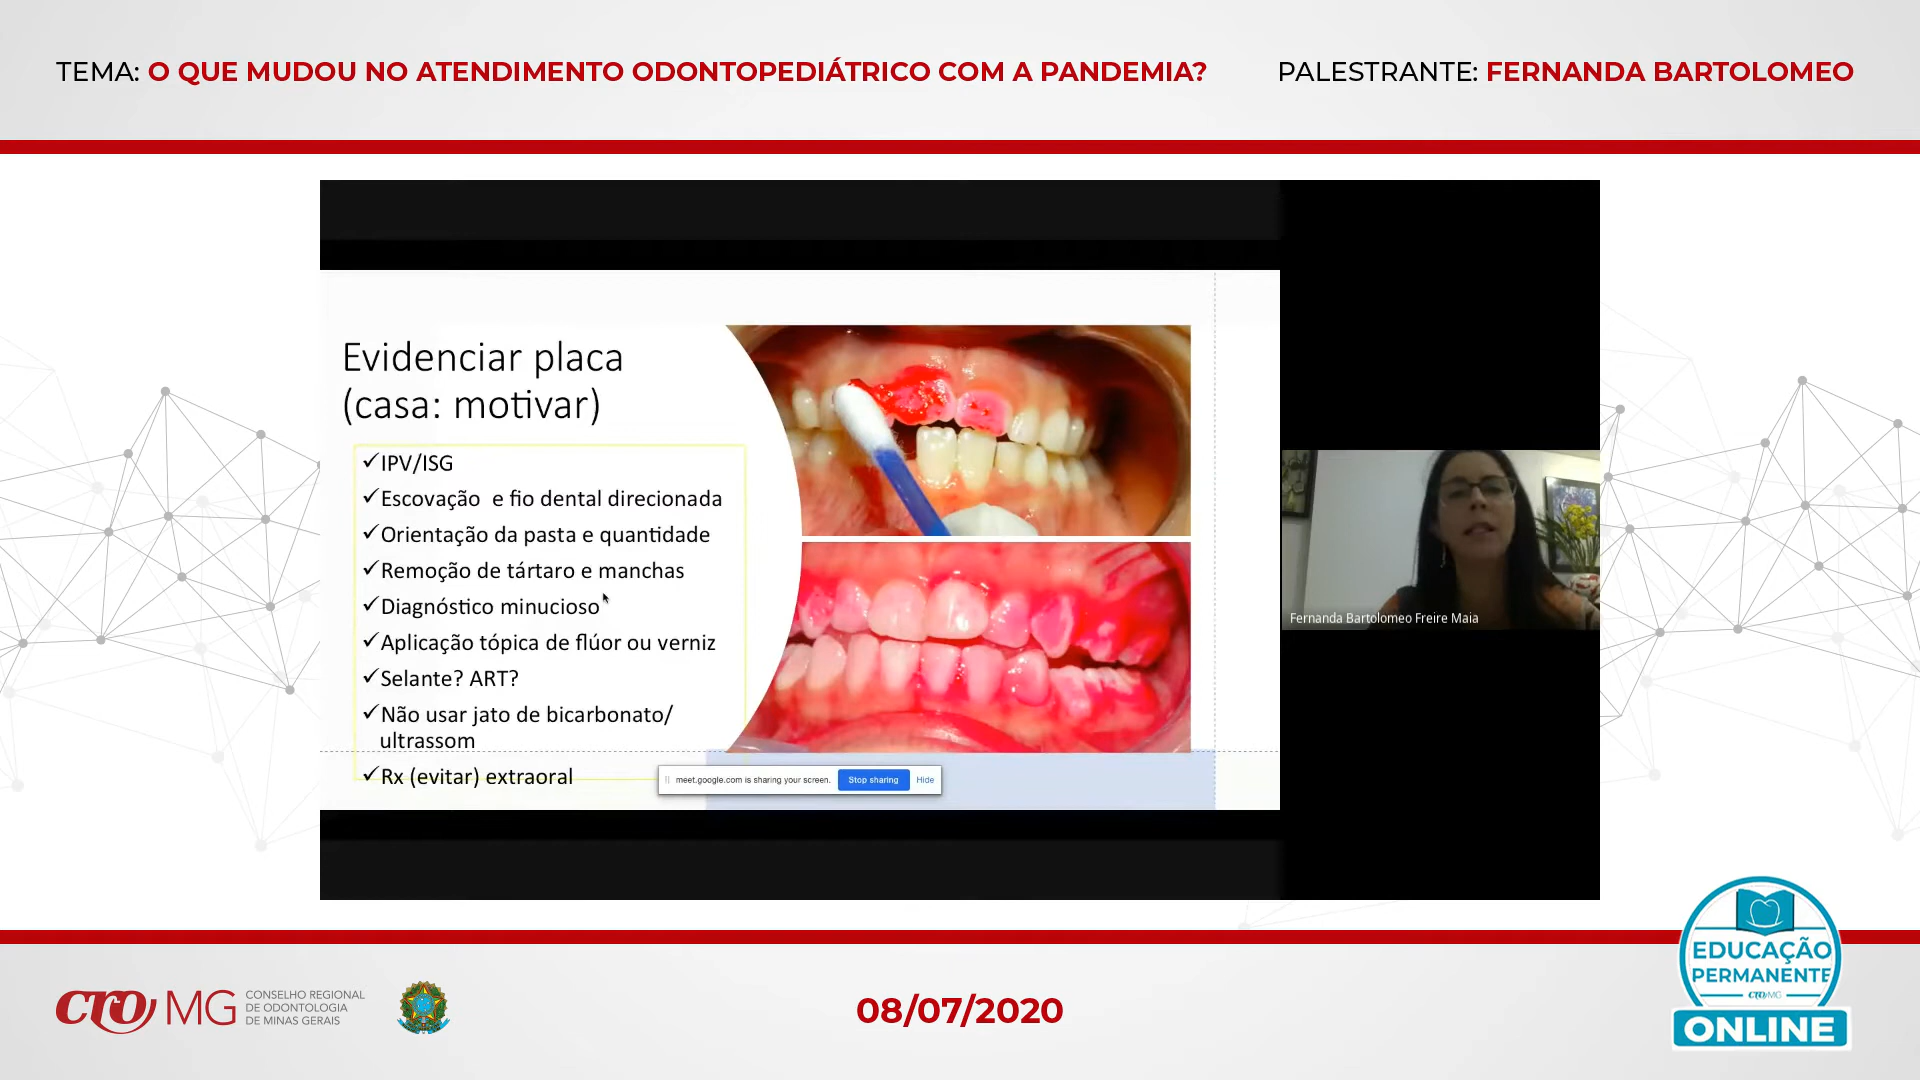 TEMA: O QUE MUDOU NO ATENDIMENTO ODONTOPEDIÁTRICO COM A PANDEMIA?
PALESTRANTE: FERNANDA BARTOLOMEO
Evidenciar placa
(casa: motivar)
✓IPV/ISG
✓Escovação e fio dental direcionada
✓Orientação da pasta e quantidade
✓Remoção de tártaro e manchas
✓Diagnóstico minucioso
✓Aplicação tópica de flúor ou verniz
✓Selante? ART?
✓Não usar jato de bicarbonato/
ultrassom
✓Rx (evitar) extraoral
meet.google.com is sharing your screen.
Stop sharing
Hide
Fernanda Bartolomeo Freire Maia
CRO MG
CONSELHO REGIONAL
DE ODONTOLOGIA
DE MINAS GERAIS
08/07/2020
EDUCAÇÃO
PERMANENTE
CRO MG
ONLINE